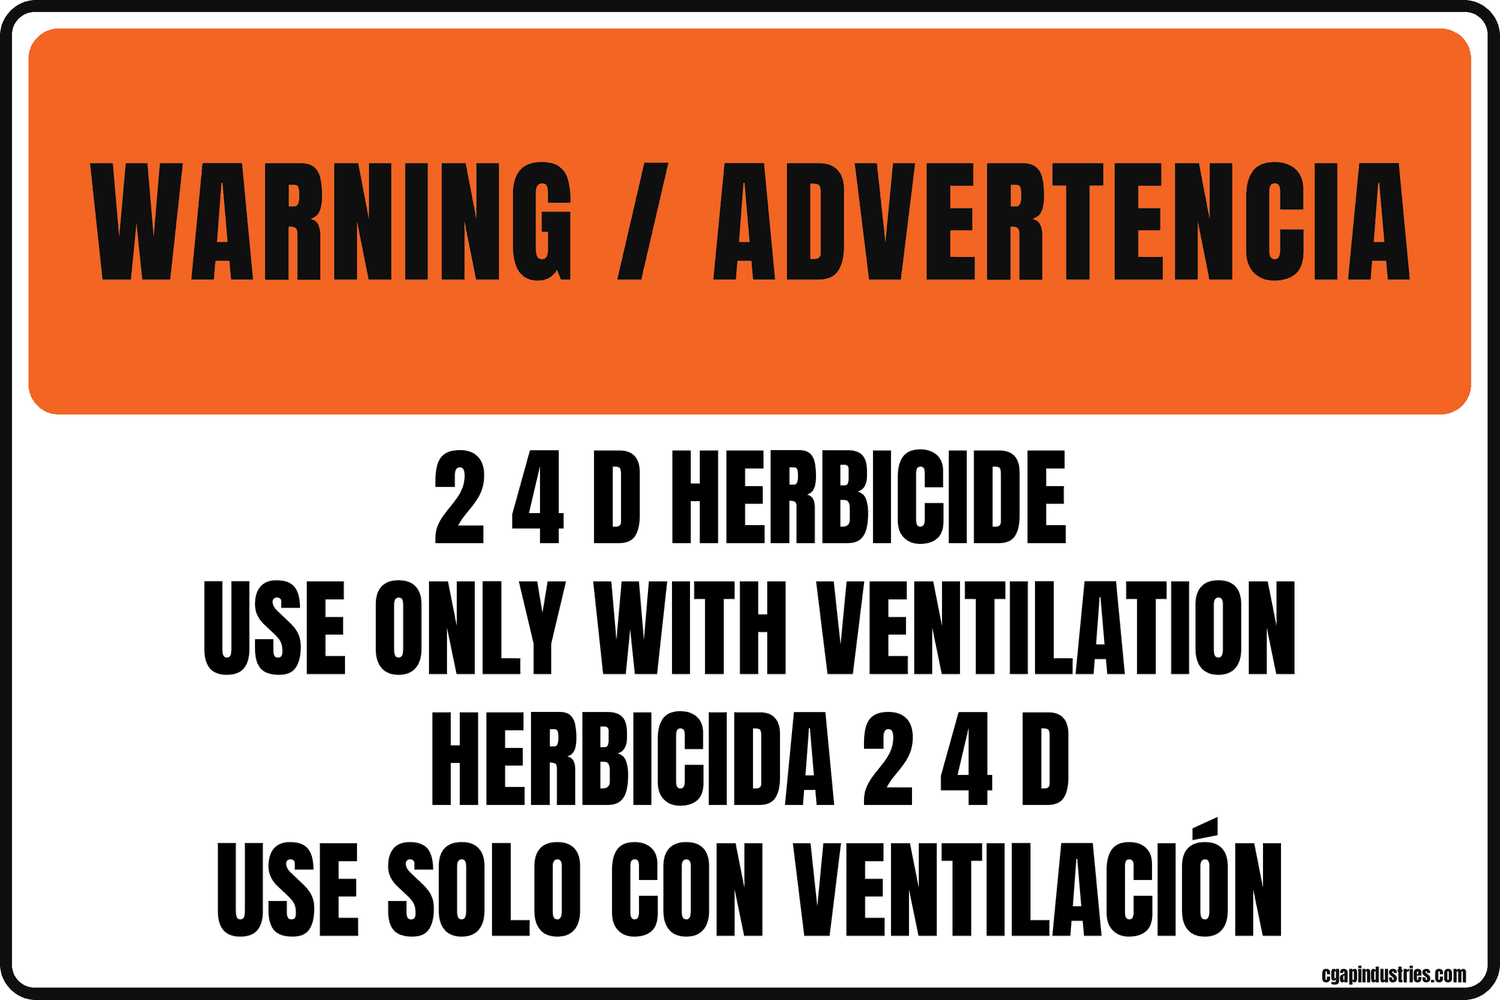 WARNING / ADVERTENCIA
2 4 D HERBICIDE
USE ONLY WITH VENTILATION
HERBICIDA 2 4 D
USE SOLO CON VENTILACIÓN
cgapindustries.com